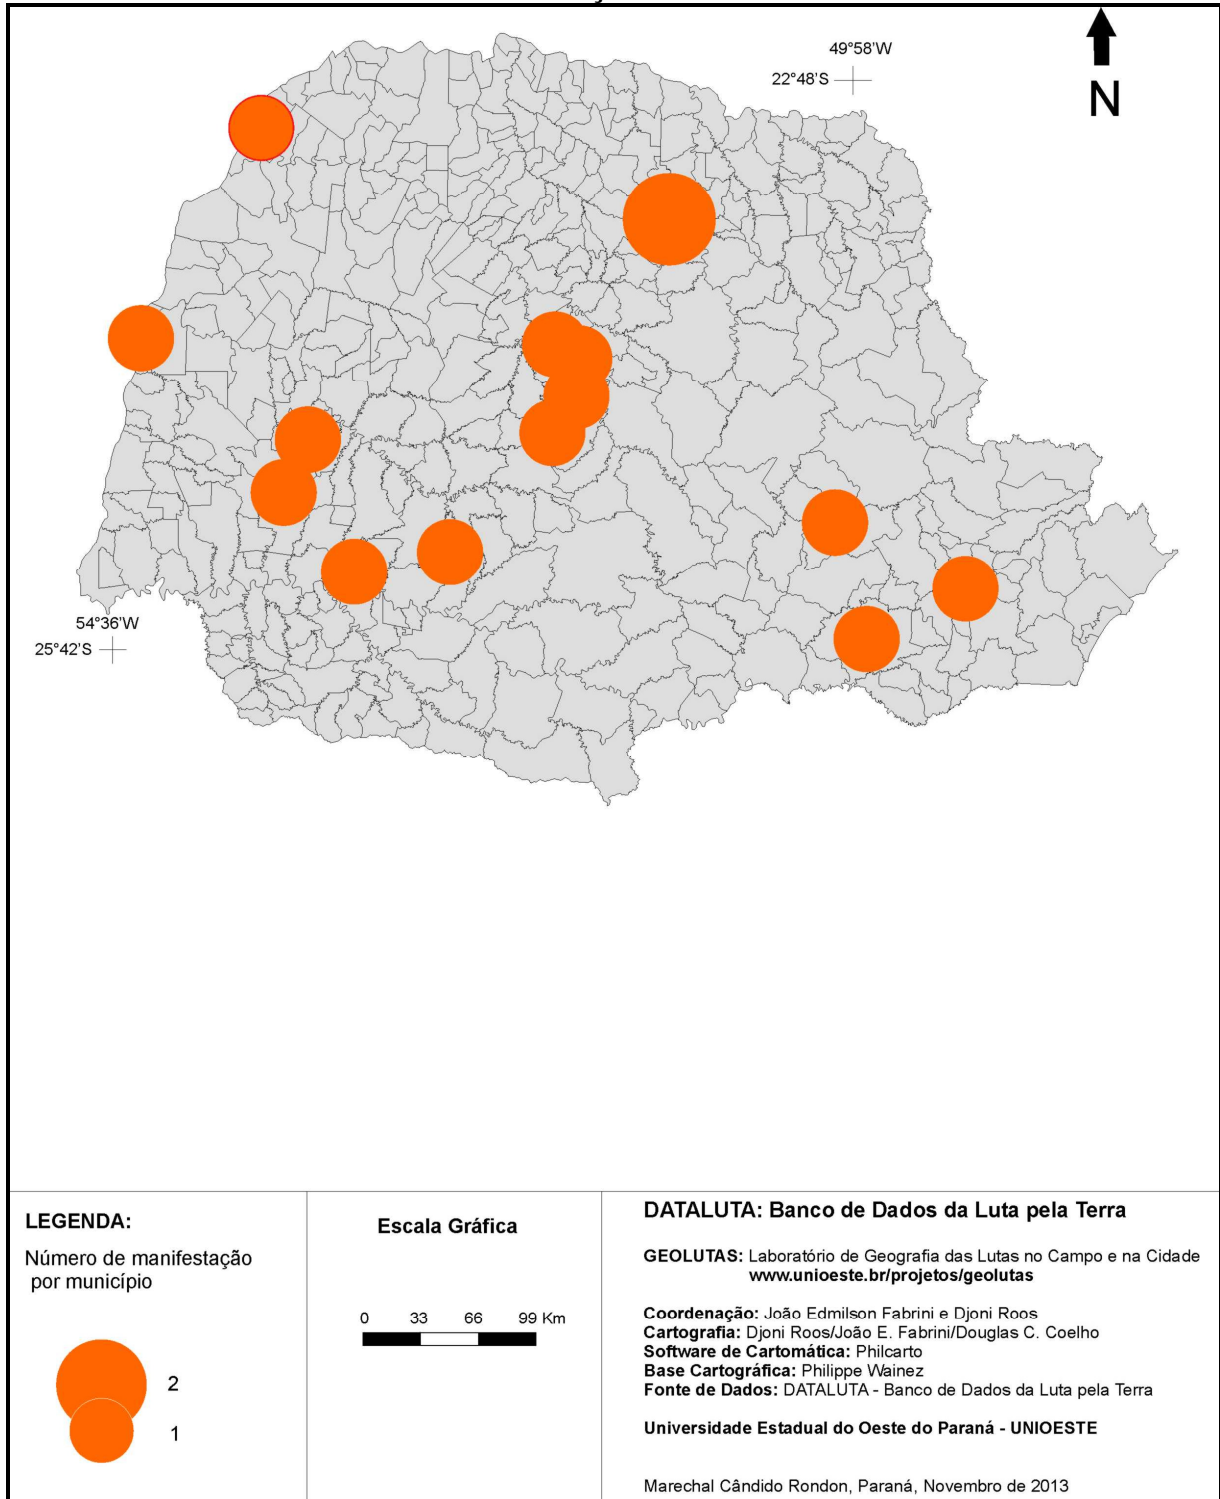 49°58'W
22°48'S
N
54°36'W
25°42'S
LEGENDA:
Número de manifestação
por município
2
1
Escala Gráfica
0 33 66 99 Km
DATALUTA: Banco de Dados da Luta pela Terra
GEOLUTAS: Laboratório de Geografia das Lutas no Campo e na Cidade
www.unioeste.br/projetos/geolutas
Coordenação: João Edmilson Fabrini e Djoni Roos
Cartografia: Djoni Roos/João E. Fabrini/Douglas C. Coelho
Software de Cartomática: Philcarto
Base Cartográfica: Philippe Wainez
Fonte de Dados: DATALUTA - Banco de Dados da Luta pela Terra
Universidade Estadual do Oeste do Paraná - UNIOESTE
Marechal Cândido Rondon, Paraná, Novembro de 2013